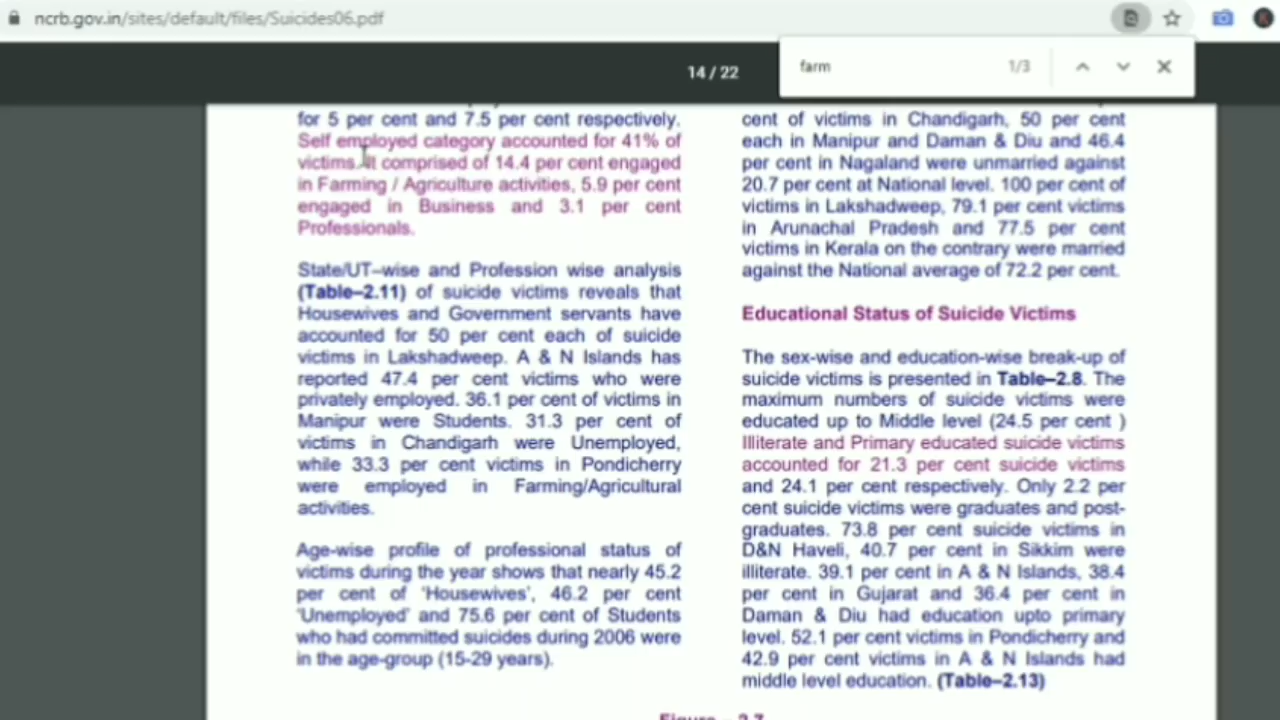 ncrb.gov.in/sites/default/files/Suicides06.pdf
14 / 22
farm
1/3
for 5 per cent and 7.5 per cent respectively.
Self employed category accounted for 41% of
victims. It comprised of 14.4 per cent engaged
in Farming / Agriculture activities, 5.9 per cent
engaged in Business and 3.1 per cent
Professionals.
State/UT–wise and Profession wise analysis
(Table–2.11) of suicide victims reveals that
Housewives and Government servants have
accounted for 50 per cent each of suicide
victims in Lakshadweep. A & N Islands has
reported 47.4 per cent victims who were
privately employed. 36.1 per cent of victims in
Manipur were Students. 31.3 per cent of
victims in Chandigarh were Unemployed,
while 33.3 per cent victims in Pondicherry
were employed in Farming/Agricultural
activities.
Age-wise profile of professional status of
victims during the year shows that nearly 45.2
per cent of ‘Housewives’, 46.2 per cent
‘Unemployed’ and 75.6 per cent of Students
who had committed suicides during 2006 were
in the age-group (15-29 years).
cent of victims in Chandigarh, 50 per cent
each in Manipur and Daman & Diu and 46.4
per cent in Nagaland were unmarried against
20.7 per cent at National level. 100 per cent of
victims in Lakshadweep, 79.1 per cent victims
in Arunachal Pradesh and 77.5 per cent
victims in Kerala on the contrary were married
against the National average of 72.2 per cent.
Educational Status of Suicide Victims
The sex-wise and education-wise break-up of
suicide victims is presented in Table–2.8. The
maximum numbers of suicide victims were
educated up to Middle level (24.5 per cent )
Illiterate and Primary educated suicide victims
accounted for 21.3 per cent suicide victims
and 24.1 per cent respectively. Only 2.2 per
cent suicide victims were graduates and post-
graduates. 73.8 per cent suicide victims in
D&N Haveli, 40.7 per cent in Sikkim were
illiterate. 39.1 per cent in A & N Islands, 38.4
per cent in Gujarat and 36.4 per cent in
Daman & Diu had education upto primary
level. 52.1 per cent victims in Pondicherry and
42.9 per cent victims in A & N Islands had
middle level education. (Table–2.13)
Figure – 2.7